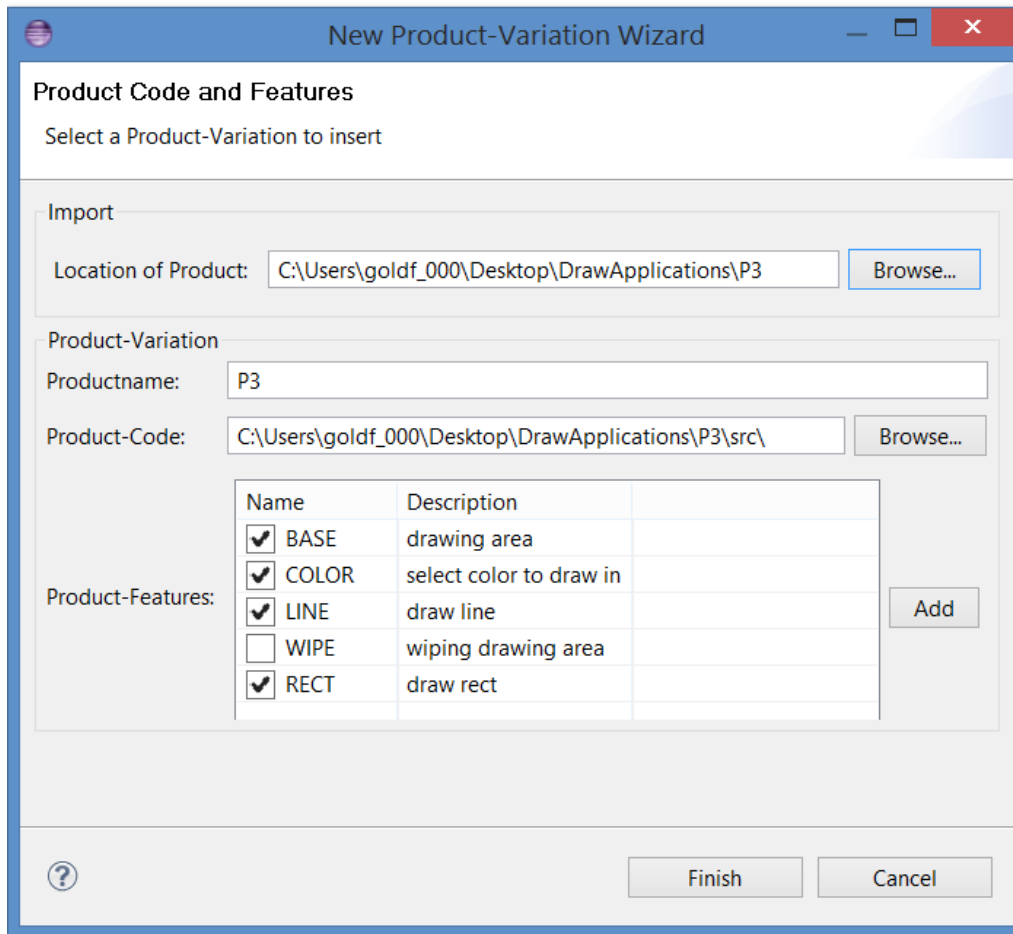 New Product-Variation Wizard
Product Code and Features
Select a Product-Variation to insert
Import
Location of Product: C:\Users\goldf_000\Desktop\DrawApplications\P3 Browse...
Product-Variation
Productname: P3
Product-Code: C:\Users\goldf_000\Desktop\DrawApplications\P3\src\ Browse...
Name Description
BASE drawing area
COLOR select color to draw in
Product-Features: LINE draw line Add
WIPE wiping drawing area
RECT draw rect
? Finish Cancel